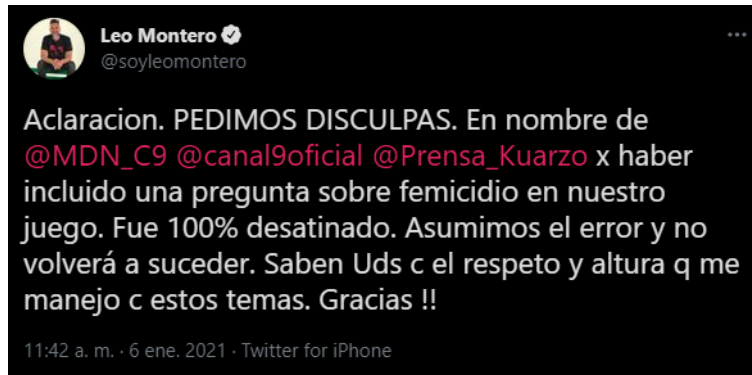 Leo Montero
@soyleomontero
Aclaracion. PEDIMOS DISCULPAS. En nombre de
@MDN_C9 @canal9oficial @Prensa_Kuarzo x haber
incluido una pregunta sobre femicidio en nuestro
juego. Fue 100% desatinado. Asumimos el error y no
volverá a suceder. Saben Uds c el respeto y altura q me
manejo c estos temas. Gracias !!
11:42 a. m. · 6 ene. 2021 · Twitter for iPhone